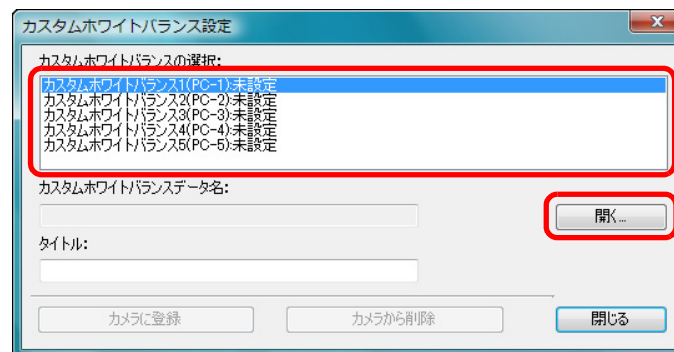 カスタムホワイトバランス設定
カスタムホワイトバランスの選択:
カスタムホワイトバランス1(PC-1):未設定
カスタムホワイトバランス2(PC-2):未設定
カスタムホワイトバランス3(PC-3):未設定
カスタムホワイトバランス4(PC-4):未設定
カスタムホワイトバランス5(PC-5):未設定
カスタムホワイトバランスデータ名:
開く...
タイトル:
カメラに登録 カメラから削除 閉じる